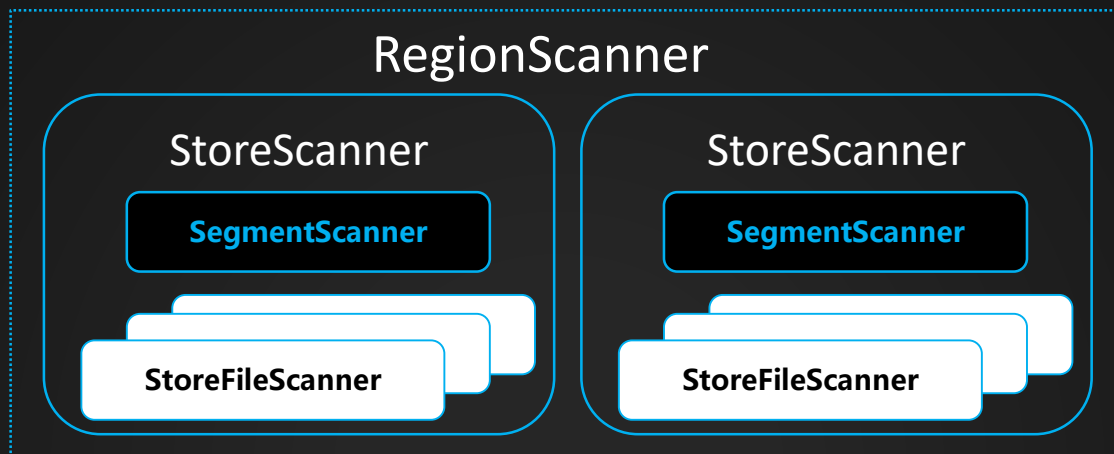 RegionScanner
StoreScanner
SegmentScanner
StoreFileScanner
StoreScanner
SegmentScanner
StoreFileScanner